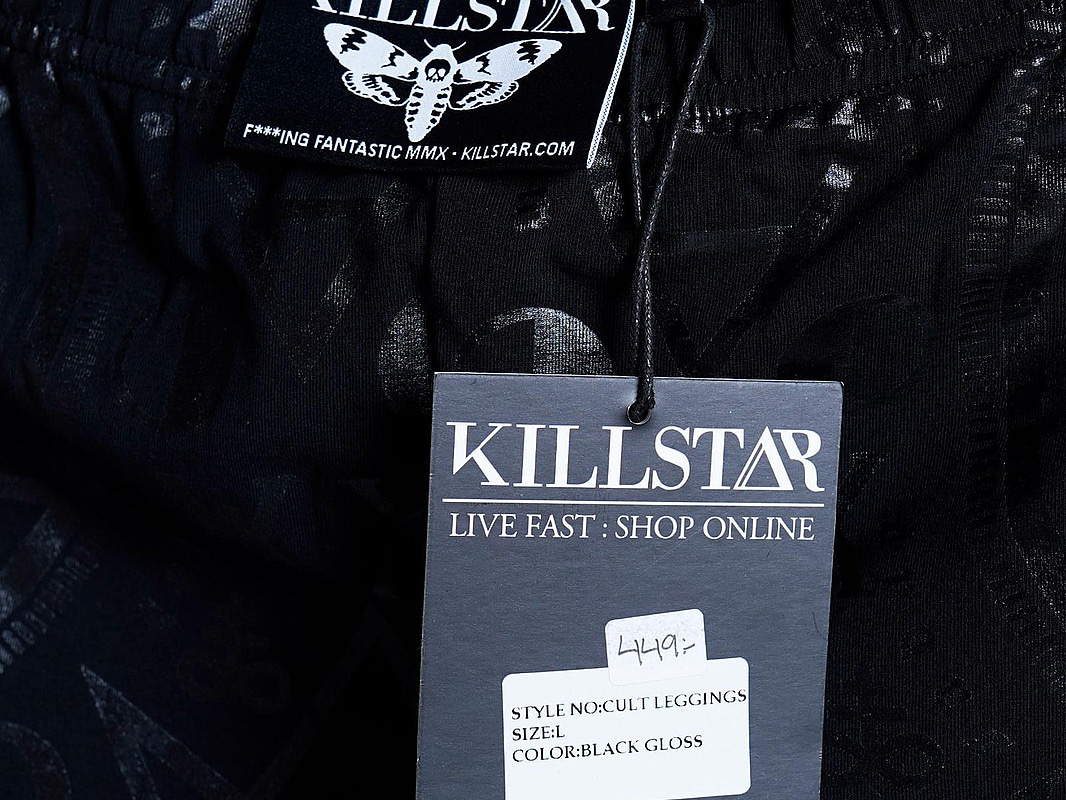 KILLSTAR
F***ING FANTASTIC MMX - KILLSTAR.COM
KILLSTAR
LIVE FAST : SHOP ONLINE
449:-
STYLE NO:CULT LEGGINGS
SIZE:L
COLOR:BLACK GLOSS